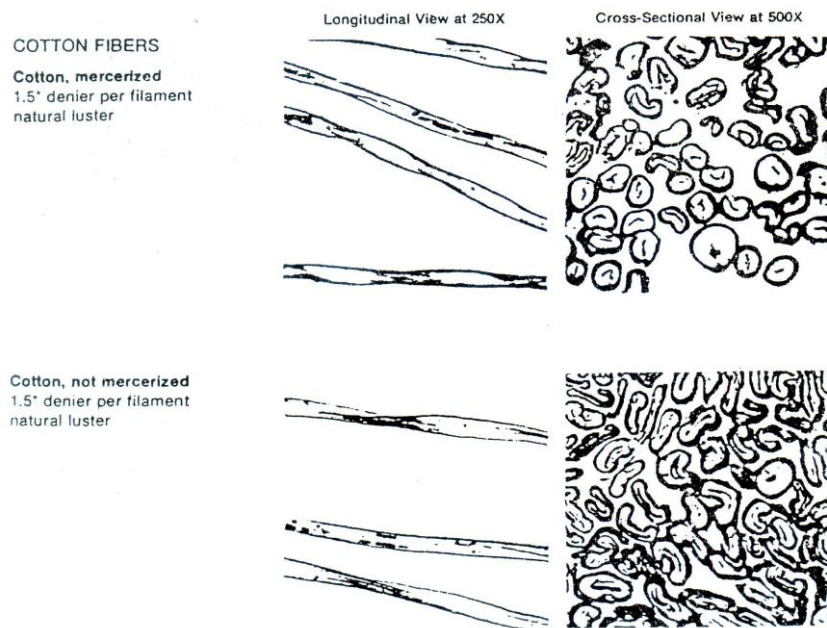 Longitudinal View at 250X
Cross-Sectional View at 500X
COTTON FIBERS
Cotton, mercerized
1.5* denier per filament
natural luster
Cotton, not mercerized
1.5* denier per filament
natural luster